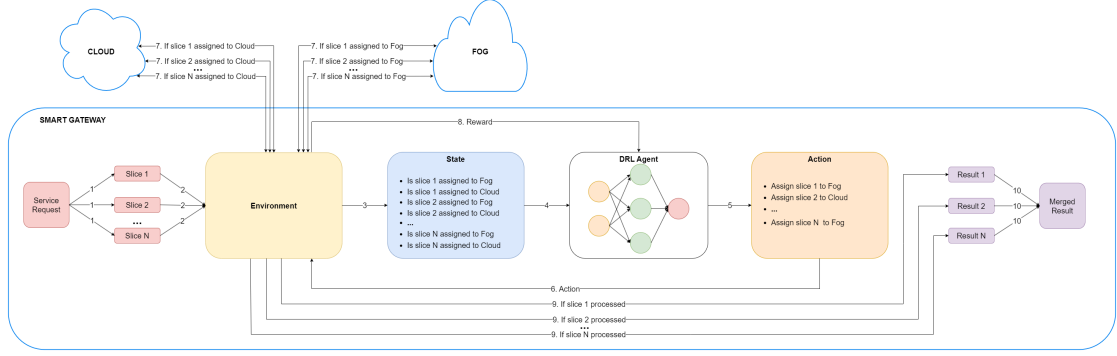 CLOUD
7. If slice 1 assigned to Cloud
7. If slice 2 assigned to Cloud
...
7. If slice N assigned to Cloud
7. If slice 1 assigned to Fog
7. If slice 2 assigned to Fog
...
7. If slice N assigned to Fog
FOG
SMART GATEWAY
8. Reward
Service
Request
1
1
1
Slice 1
Slice 2
...
Slice N
2
2
2
Environment
3
State
• Is slice 1 assigned to Fog
• Is slice 1 assigned to Cloud
• Is slice 2 assigned to Fog
• Is slice 2 assigned to Cloud
• ...
• Is slice N assigned to Fog
• Is slice N assigned to Cloud
4
DRL Agent
5
Action
• Assign slice 1 to Fog
• Assign slice 2 to Cloud
• ...
• Assign slice N to Fog
Result 1
Result 2
Result N
10
10
10
Merged
Result
6. Action
9. If slice 1 processed
9. If slice 2 processed
...
9. If slice N processed